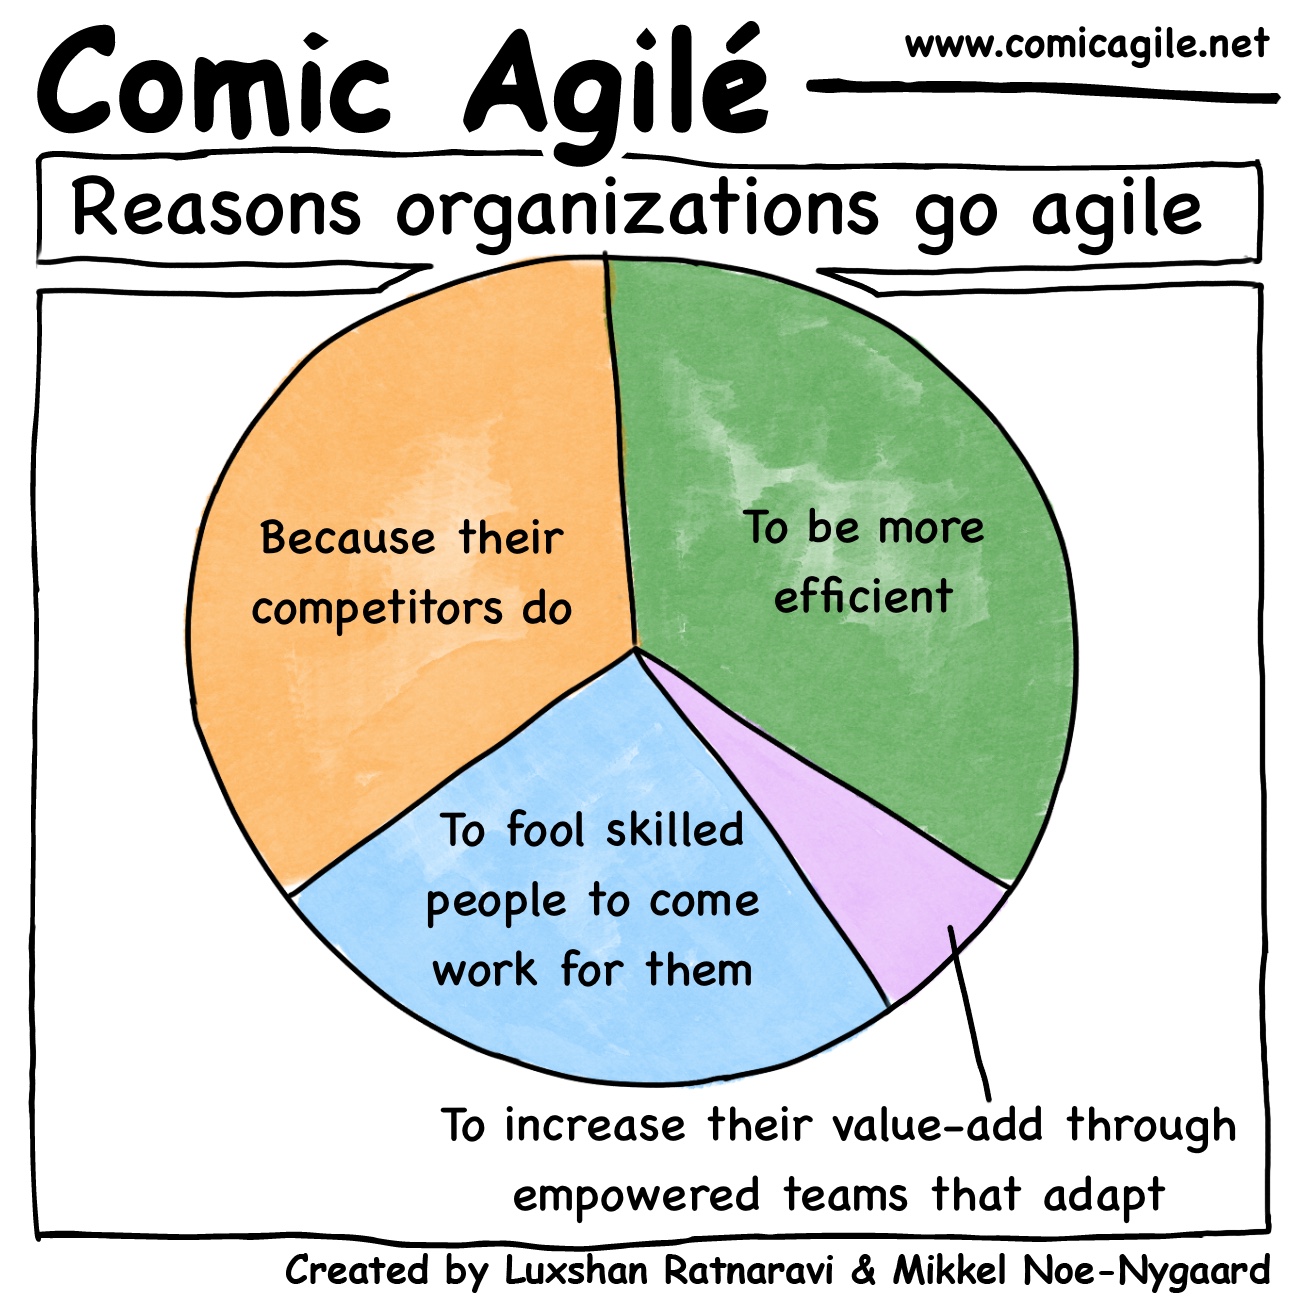 Comic Agilé
www.comicagile.net
Reasons organizations go agile
Because their
competitors do
To be more
efficient
To fool skilled
people to come
work for them
To increase their value-add through
empowered teams that adapt
Created by Luxshan Ratnaravi & Mikkel Noe-Nygaard